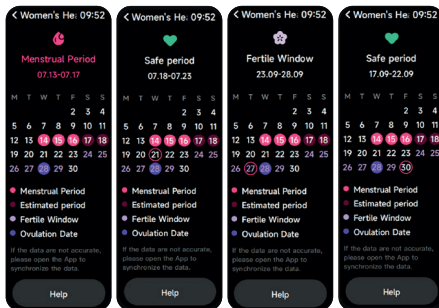 Women's He: 09:52
Menstrual Period
07.13-07.17
M T W T F S S
2 3 4
5 6 7 8 9 10 11
12 13 14 15 16 17 18
19 20 21 22 23 24 25
26 27 28 29 30
Menstrual Period
Estimated period
Fertile Window
Ovulation Date
If the data are not accurate,
please open the App to
synchronize the data.
Help
Women's He: 09:52
Safe period
07.18-07.23
M T W T F S S
2 3 4
5 6 7 8 9 10 11
12 13 14 15 16 17 18
19 20 21 22 23 24 25
26 27 28 29 30
Menstrual Period
Estimated period
Fertile Window
Ovulation Date
If the data are not accurate,
please open the App to
synchronize the data.
Help
Women's He: 09:52
Fertile Window
23.09-28.09
M T W T F S S
2 3 4
5 6 7 8 9 10 11
12 13 14 15 16 17 18
19 20 21 22 23 24 25
26 27 28 29 30
Menstrual Period
Estimated period
Fertile Window
Ovulation Date
If the data are not accurate,
please open the App to
synchronize the data.
Help
Women's He: 09:52
Safe period
17.09-22.09
M T W T F S S
2 3 4
5 6 7 8 9 10 11
12 13 14 15 16 17 18
19 20 21 22 23 24 25
26 27 28 29 30
Menstrual Period
Estimated period
Fertile Window
Ovulation Date
If the data are not accurate,
please open the App to
synchronize the data.
Help